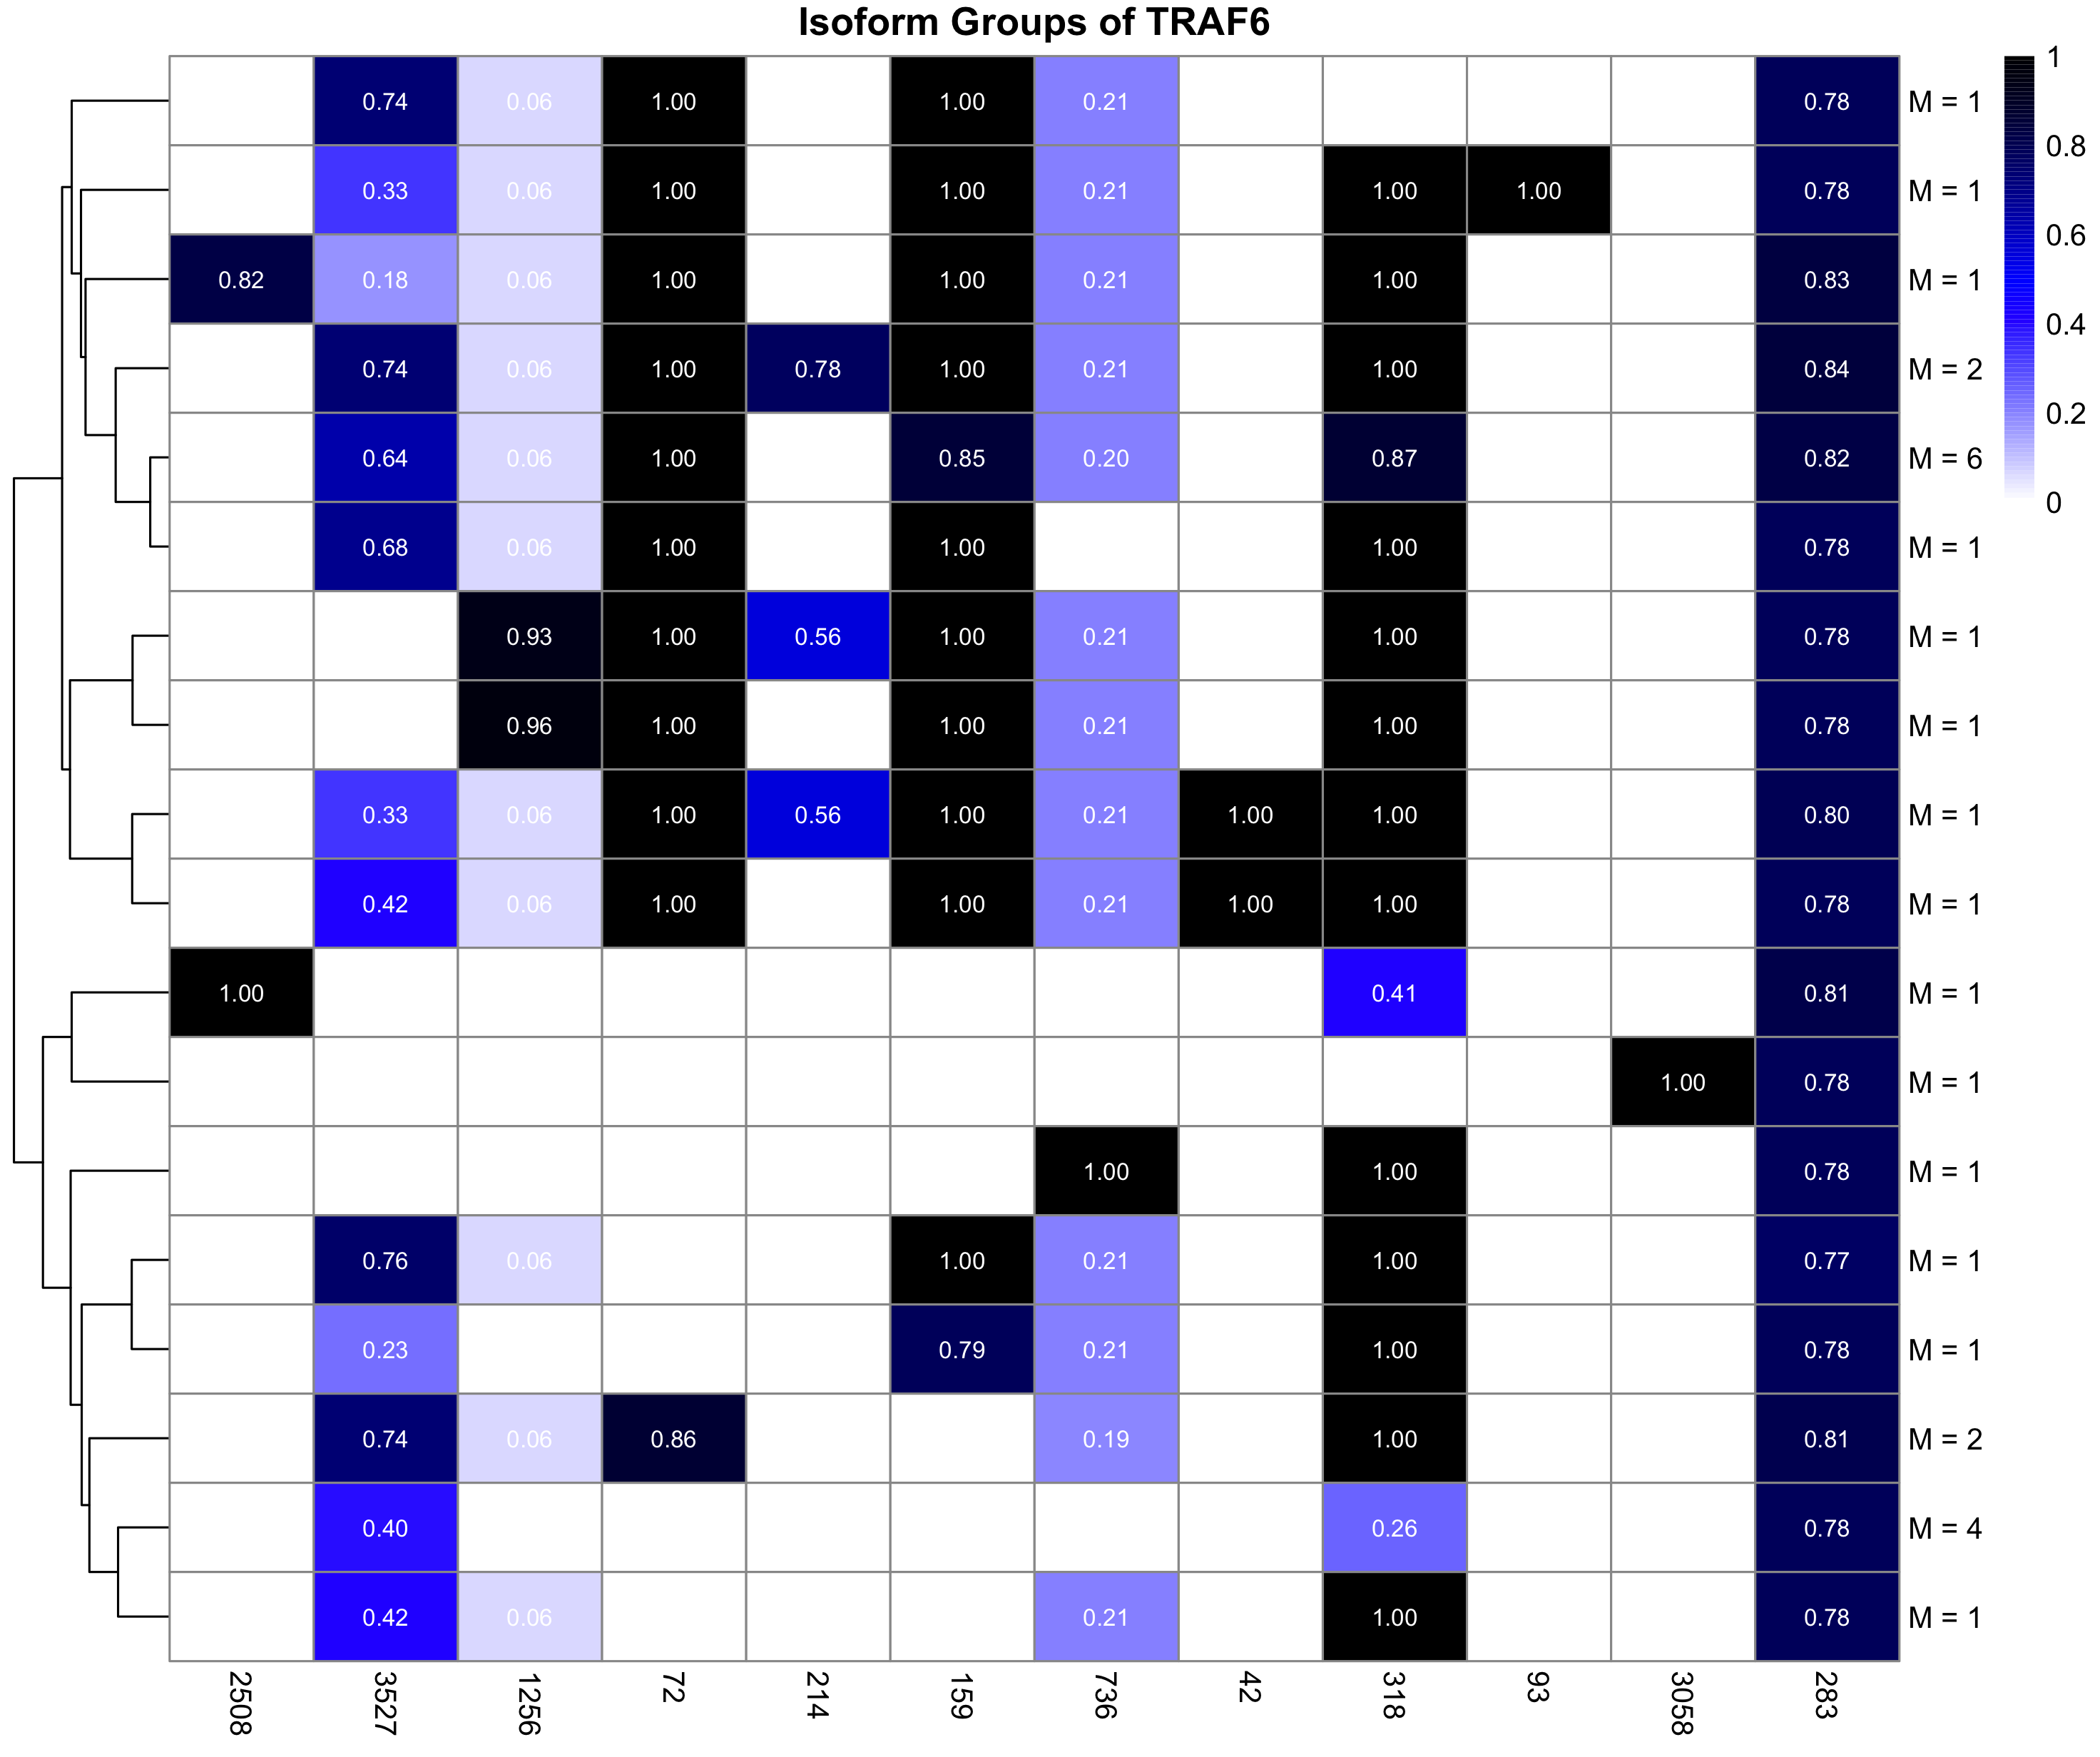 Isoform Groups of TRAF6
0.74 0.06 1.00 1.00 0.21 0.78 M = 1
0.33 0.06 1.00 1.00 0.21 1.00 1.00 0.78 M = 1
0.82 0.18 0.06 1.00 1.00 0.21 1.00 0.83 M = 1
0.74 0.06 1.00 0.78 1.00 0.21 1.00 0.84 M = 2
0.64 0.06 1.00 0.85 0.20 0.87 0.82 M = 6
0.68 0.06 1.00 1.00 1.00 0.78 M = 1
0.93 1.00 0.56 1.00 0.21 1.00 0.78 M = 1
0.96 1.00 1.00 0.21 1.00 0.78 M = 1
0.33 0.06 1.00 0.56 1.00 0.21 1.00 1.00 0.80 M = 1
0.42 0.06 1.00 1.00 0.21 1.00 1.00 0.78 M = 1
1.00 0.41 0.81 M = 1
1.00 0.78 M = 1
1.00 1.00 0.78 M = 1
0.76 0.06 1.00 0.21 1.00 0.77 M = 1
0.23 0.79 0.21 1.00 0.78 M = 1
0.74 0.06 0.86 0.19 1.00 0.81 M = 2
0.40 0.26 0.78 M = 4
0.42 0.06 0.21 1.00 0.78 M = 1
2508 3527 1256 72 214 159 736 42 318 93 3058 283
1
0.8
0.6
0.4
0.2
0